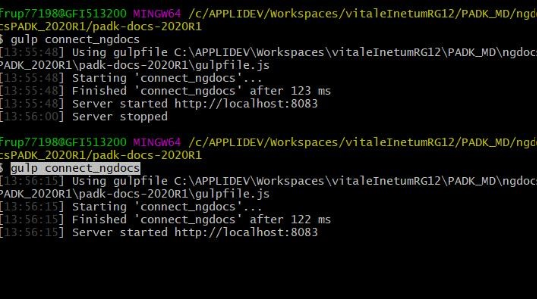 frup77198@GFI513200 MINGW64 /c/APPLIDEV/Workspaces/vitaleInetumRG12/PADK_MD/ngdo
csPADK_2020R1/padk-docs-2020R1
$ gulp connect_ngdocs
[13:55:48] Using gulpfile C:\APPLIDEV\Workspaces\vitaleInetumRG12\PADK_MD\ngdocs
PADK_2020R1\padk-docs-2020R1\gulpfile.js
[13:55:48] Starting 'connect_ngdocs'...
[13:55:48] Finished 'connect_ngdocs' after 123 ms
[13:55:48] Server started http://localhost:8083
[13:56:00] Server stopped
frup77198@GFI513200 MINGW64 /c/APPLIDEV/Workspaces/vitaleInetumRG12/PADK_MD/ngdo
csPADK_2020R1/padk-docs-2020R1
$ gulp connect_ngdocs
[13:56:15] Using gulpfile C:\APPLIDEV\Workspaces\vitaleInetumRG12\PADK_MD\ngdocs
PADK_2020R1\padk-docs-2020R1\gulpfile.js
[13:56:15] Starting 'connect_ngdocs'...
[13:56:15] Finished 'connect_ngdocs' after 122 ms
[13:56:15] Server started http://localhost:8083